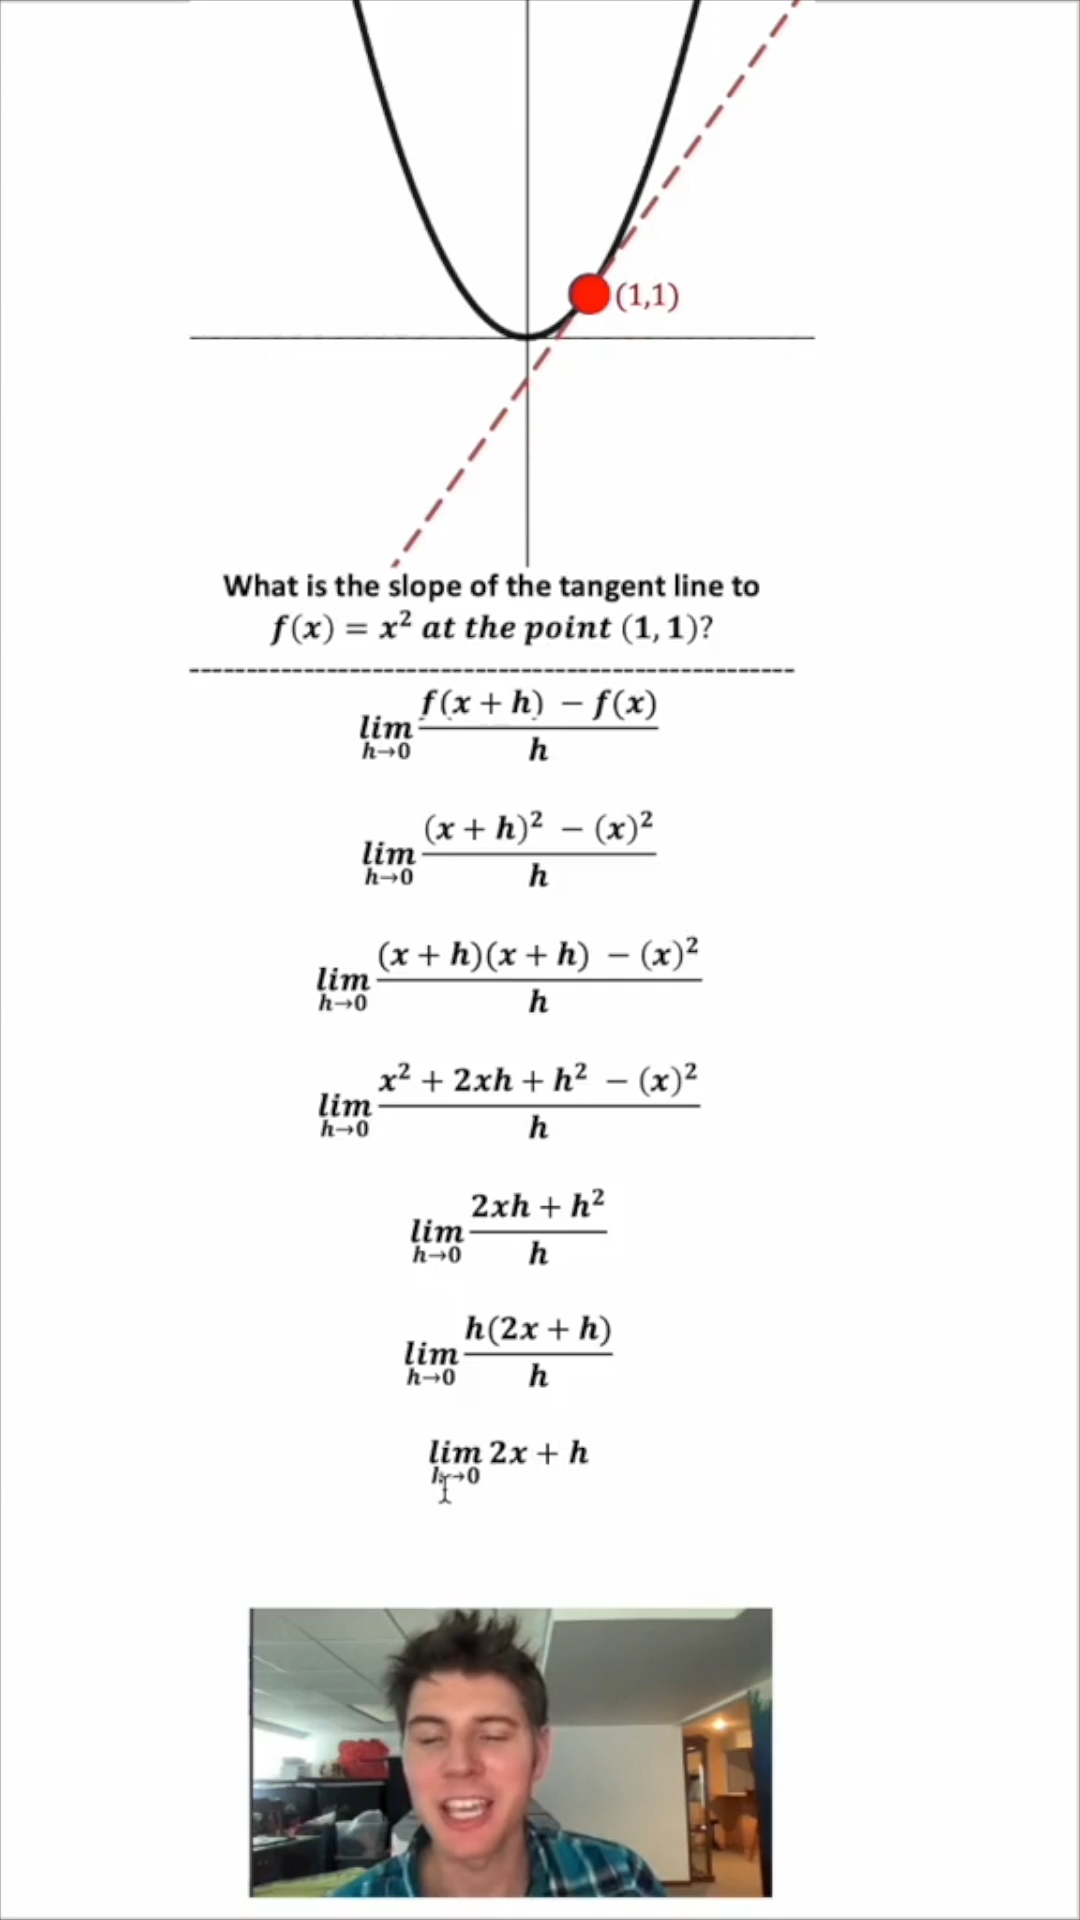 (1,1)
What is the slope of the tangent line to
f(x) = x² at the point (1, 1)?
lim h→0 f(x + h) − f(x) / h
lim h→0 (x + h)² − (x)² / h
lim h→0 (x + h)(x + h) − (x)² / h
lim h→0 x² + 2xh + h² − (x)² / h
lim h→0 2xh + h² / h
lim h→0 h(2x + h) / h
lim h→0 2x + h